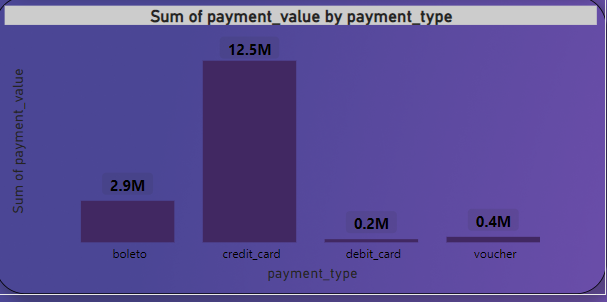 Sum of payment_value by payment_type
Sum of payment_value
12.5M
2.9M
0.2M
0.4M
boleto
credit_card
debit_card
voucher
payment_type